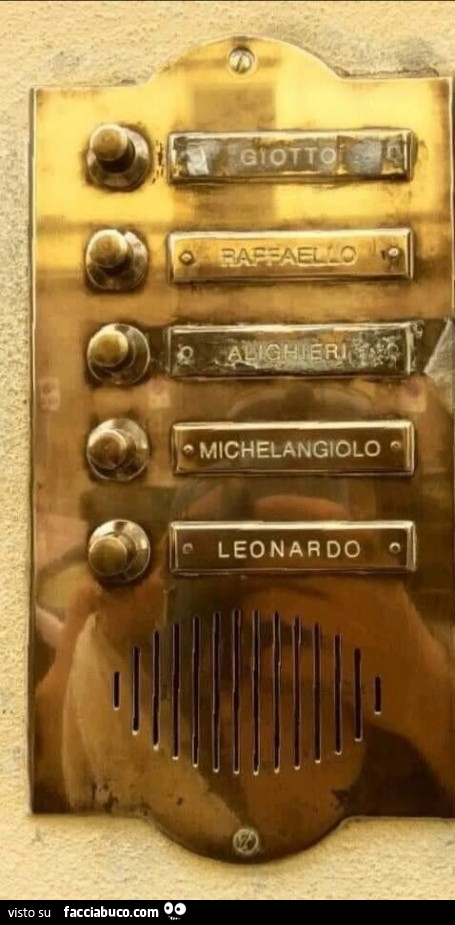 GIOTTO
RAFFAELLO
ALIGHIERI
MICHELANGIOLO
LEONARDO
visto su facciabuco.com